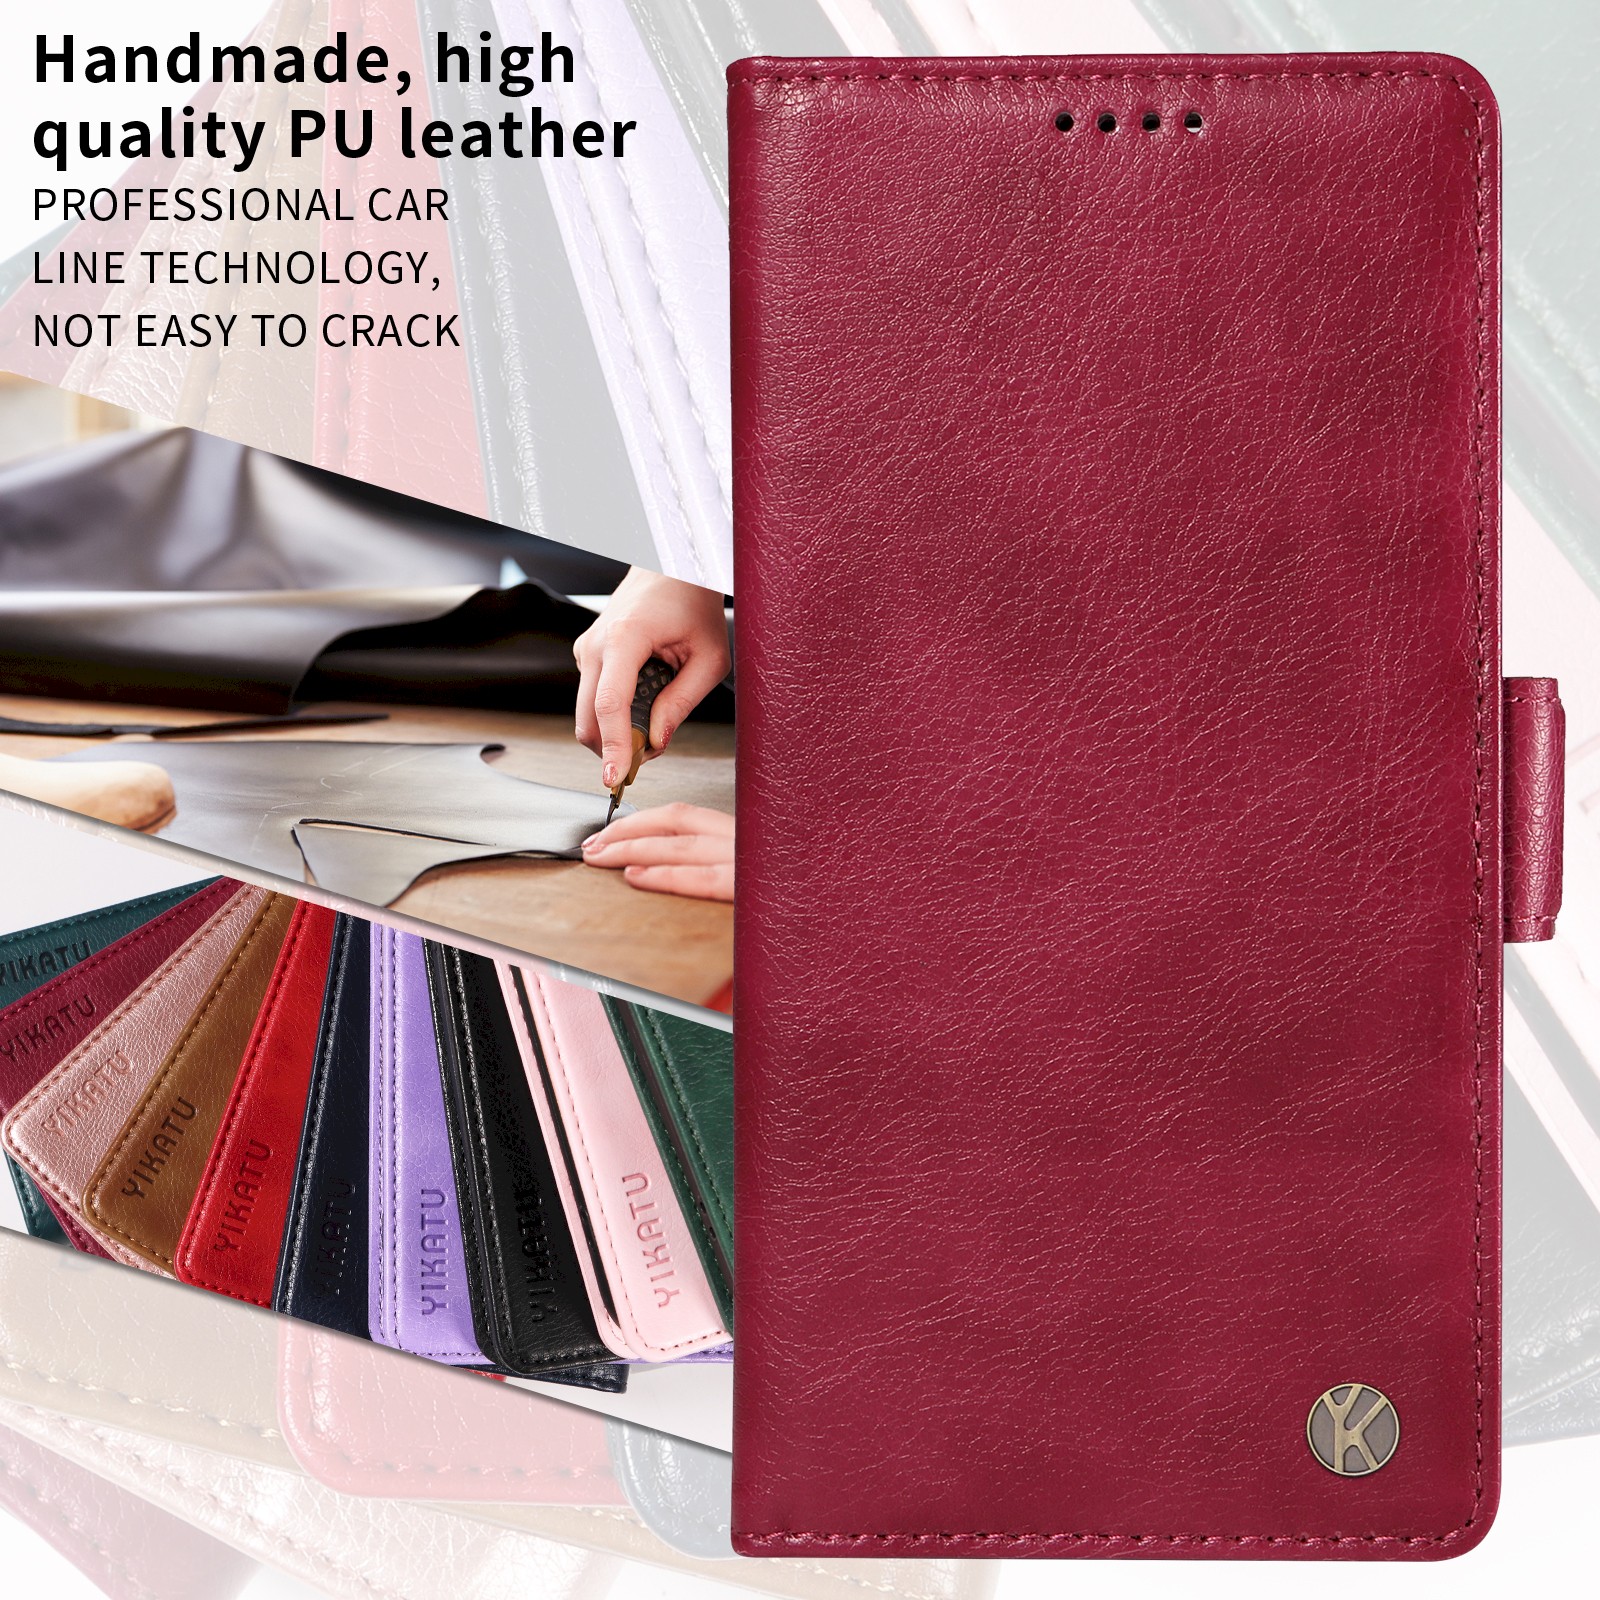 Handmade, high
quality PU leather
PROFESSIONAL CAR
LINE TECHNOLOGY,
NOT EASY TO CRACK
YIKATU
YIKATU
YIKATU
YIKATU
YIKATU
YIKATU
YIKATU
YIKATU
YIKATU
YK